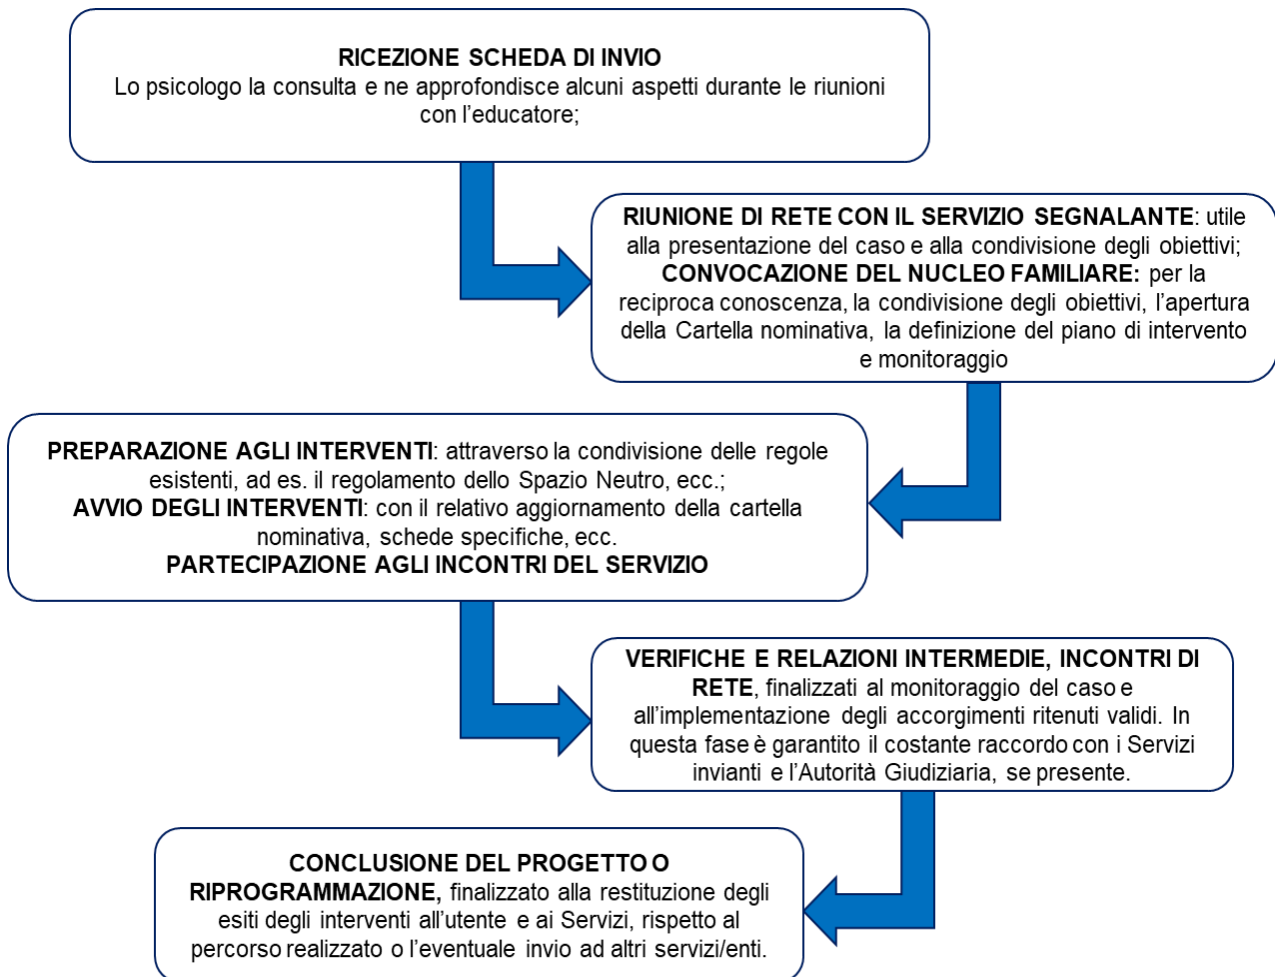 RICEZIONE SCHEDA DI INVIO
Lo psicologo la consulta e ne approfondisce alcuni aspetti durante le riunioni
con l’educatore;
RIUNIONE DI RETE CON IL SERVIZIO SEGNALANTE: utile
alla presentazione del caso e alla condivisione degli obiettivi;
CONVOCAZIONE DEL NUCLEO FAMILIARE: per la
reciproca conoscenza, la condivisione degli obiettivi, l’apertura
della Cartella nominativa, la definizione del piano di intervento
e monitoraggio
PREPARAZIONE AGLI INTERVENTI: attraverso la condivisione delle regole
esistenti, ad es. il regolamento dello Spazio Neutro, ecc.;
AVVIO DEGLI INTERVENTI: con il relativo aggiornamento della cartella
nominativa, schede specifiche, ecc.
PARTECIPAZIONE AGLI INCONTRI DEL SERVIZIO
VERIFICHE E RELAZIONI INTERMEDIE, INCONTRI DI
RETE, finalizzati al monitoraggio del caso e
all’implementazione degli accorgimenti ritenuti validi. In
questa fase è garantito il costante raccordo con i Servizi
invianti e l’Autorità Giudiziaria, se presente.
CONCLUSIONE DEL PROGETTO O
RIPROGRAMMAZIONE, finalizzato alla restituzione degli
esiti degli interventi all’utente e ai Servizi, rispetto al
percorso realizzato o l’eventuale invio ad altri servizi/enti.